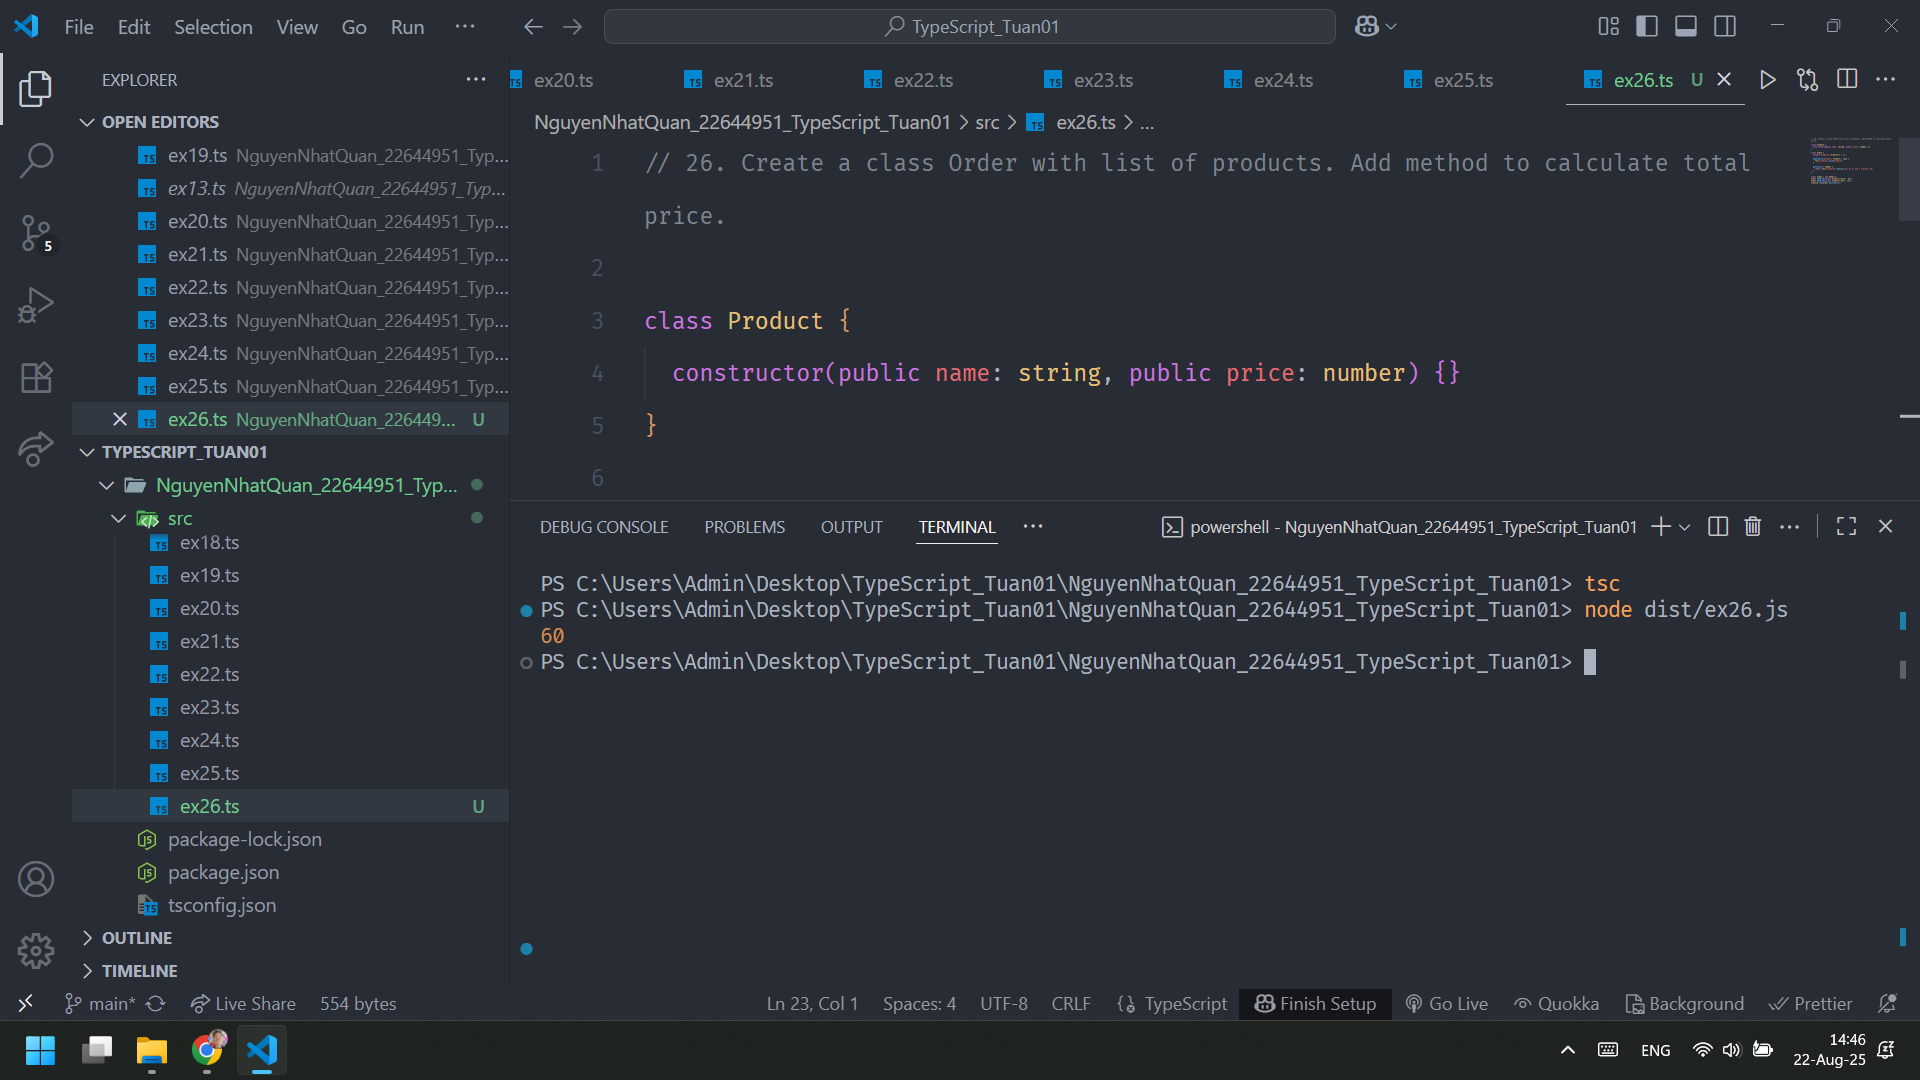 File Edit Selection View Go Run ··· TypeScript_Tuan01
EXPLORER ···
OPEN EDITORS
ex19.ts NguyenNhatQuan_22644951_Typ...
ex13.ts NguyenNhatQuan_22644951_Typ...
ex20.ts NguyenNhatQuan_22644951_Typ...
ex21.ts NguyenNhatQuan_22644951_Typ...
ex22.ts NguyenNhatQuan_22644951_Typ...
ex23.ts NguyenNhatQuan_22644951_Typ...
ex24.ts NguyenNhatQuan_22644951_Typ...
ex25.ts NguyenNhatQuan_22644951_Typ...
ex26.ts NguyenNhatQuan_226449... U
TYPESCRIPT_TUAN01
NguyenNhatQuan_22644951_Typ...
src
ex18.ts
ex19.ts
ex20.ts
ex21.ts
ex22.ts
ex23.ts
ex24.ts
ex25.ts
ex26.ts U
package-lock.json
package.json
tsconfig.json
OUTLINE
TIMELINE
5
ex20.ts ex21.ts ex22.ts ex23.ts ex24.ts ex25.ts ex26.ts U
NguyenNhatQuan_22644951_TypeScript_Tuan01 > src > ex26.ts > ...
1 // 26. Create a class Order with list of products. Add method to calculate total
price.
2
3 class Product {
4 constructor(public name: string, public price: number) {}
5 }
6
DEBUG CONSOLE PROBLEMS OUTPUT TERMINAL ··· powershell - NguyenNhatQuan_22644951_TypeScript_Tuan01
PS C:\Users\Admin\Desktop\TypeScript_Tuan01\NguyenNhatQuan_22644951_TypeScript_Tuan01> tsc
PS C:\Users\Admin\Desktop\TypeScript_Tuan01\NguyenNhatQuan_22644951_TypeScript_Tuan01> node dist/ex26.js
60
PS C:\Users\Admin\Desktop\TypeScript_Tuan01\NguyenNhatQuan_22644951_TypeScript_Tuan01>
main* Live Share 554 bytes Ln 23, Col 1 Spaces: 4 UTF-8 CRLF {} TypeScript Finish Setup Go Live Quokka Background Prettier
ENG 14:46
22-Aug-25